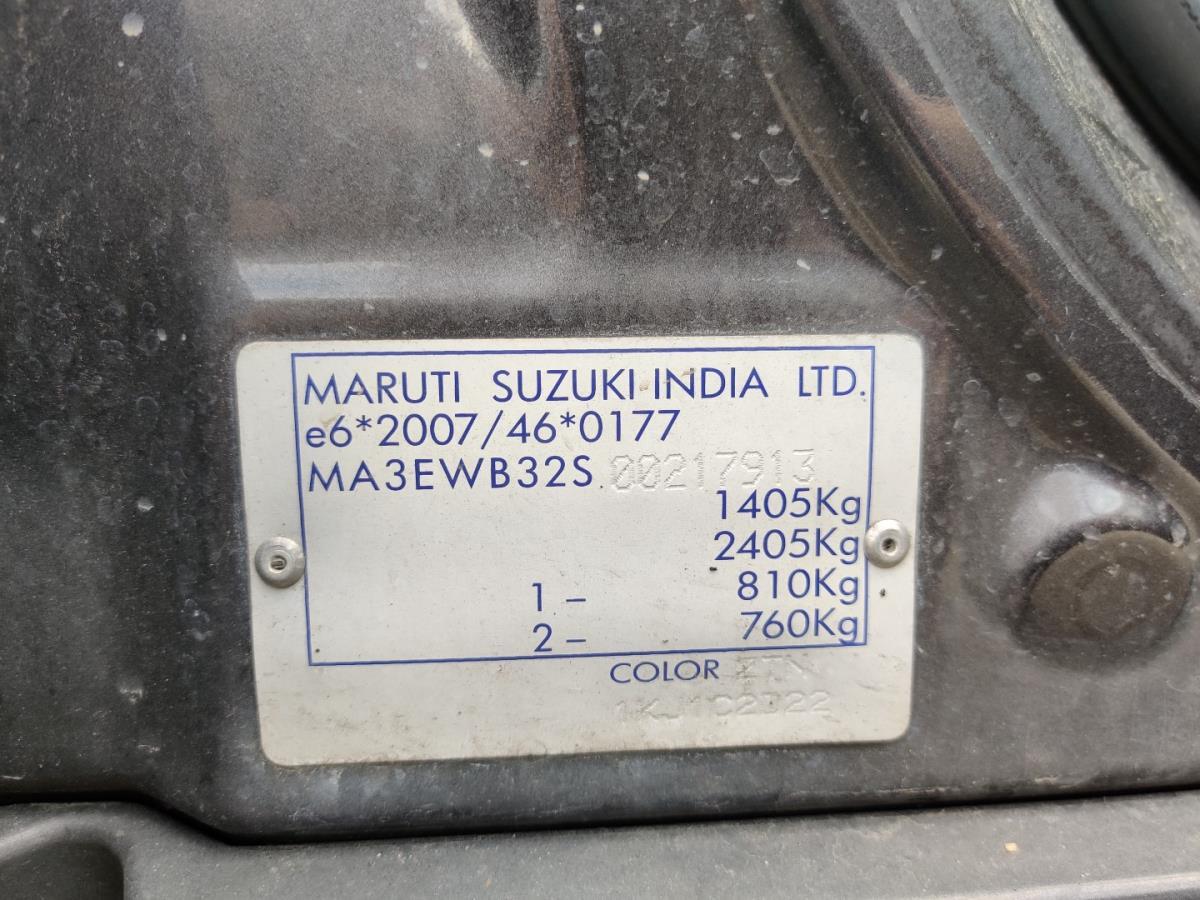 MARUTI SUZUKI INDIA LTD.
e6*2007/46*0177
MA3EWB32S 00217913
1405Kg
2405Kg
1 - 810Kg
2 - 760Kg
COLOR